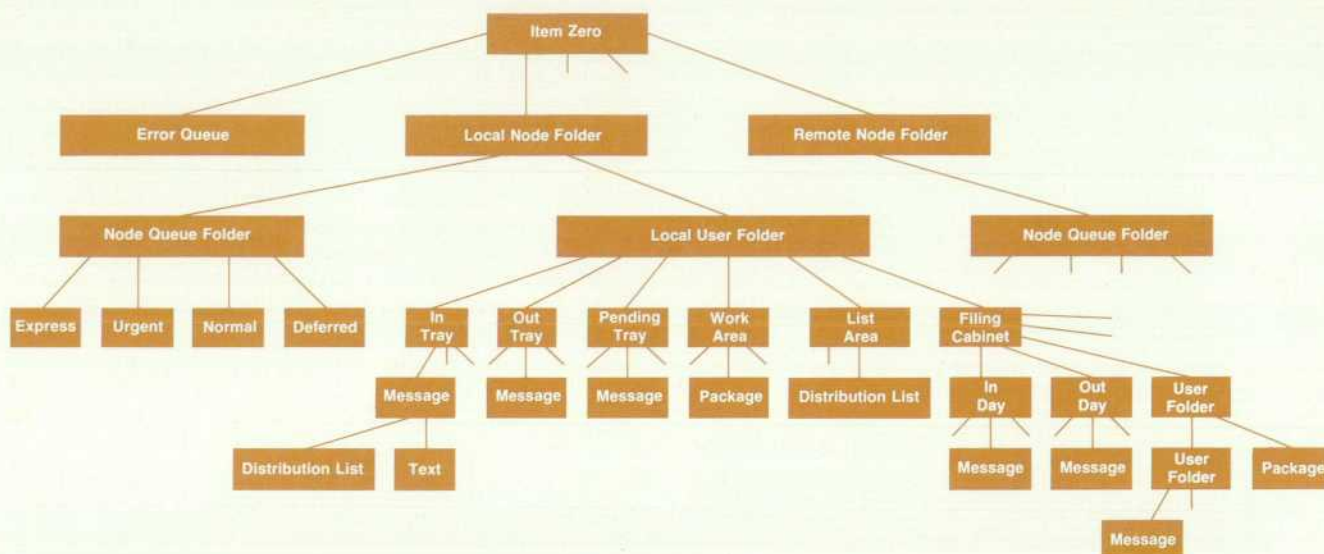 Item Zero
Error Queue
Local Node Folder
Remote Node Folder
Node Queue Folder
Local User Folder
Node Queue Folder
Express
Urgent
Normal
Deferred
In
Tray
Out
Tray
Pending
Tray
Work
Area
List
Area
Filing
Cabinet
Message
Message
Message
Package
Distribution List
In
Day
Out
Day
User
Folder
Distribution List
Text
Message
Message
User
Folder
Package
Message